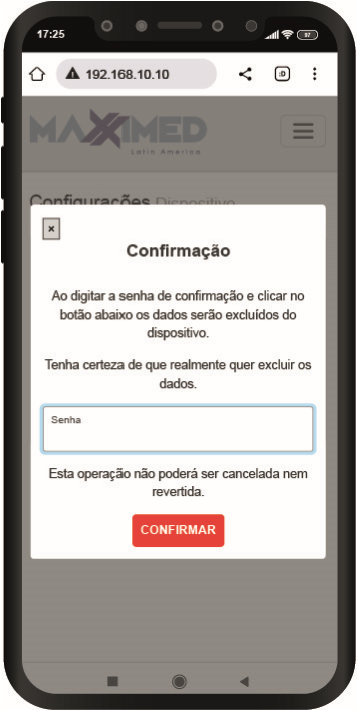 17:25
97
192.168.10.10
:D
MAXXIMED
Latin America
Configurações Dispositivo
×
Confirmação
Ao digitar a senha de confirmação e clicar no
botão abaixo os dados serão excluídos do
dispositivo.
Tenha certeza de que realmente quer excluir os
dados.
Senha
Esta operação não poderá ser cancelada nem
revertida.
CONFIRMAR